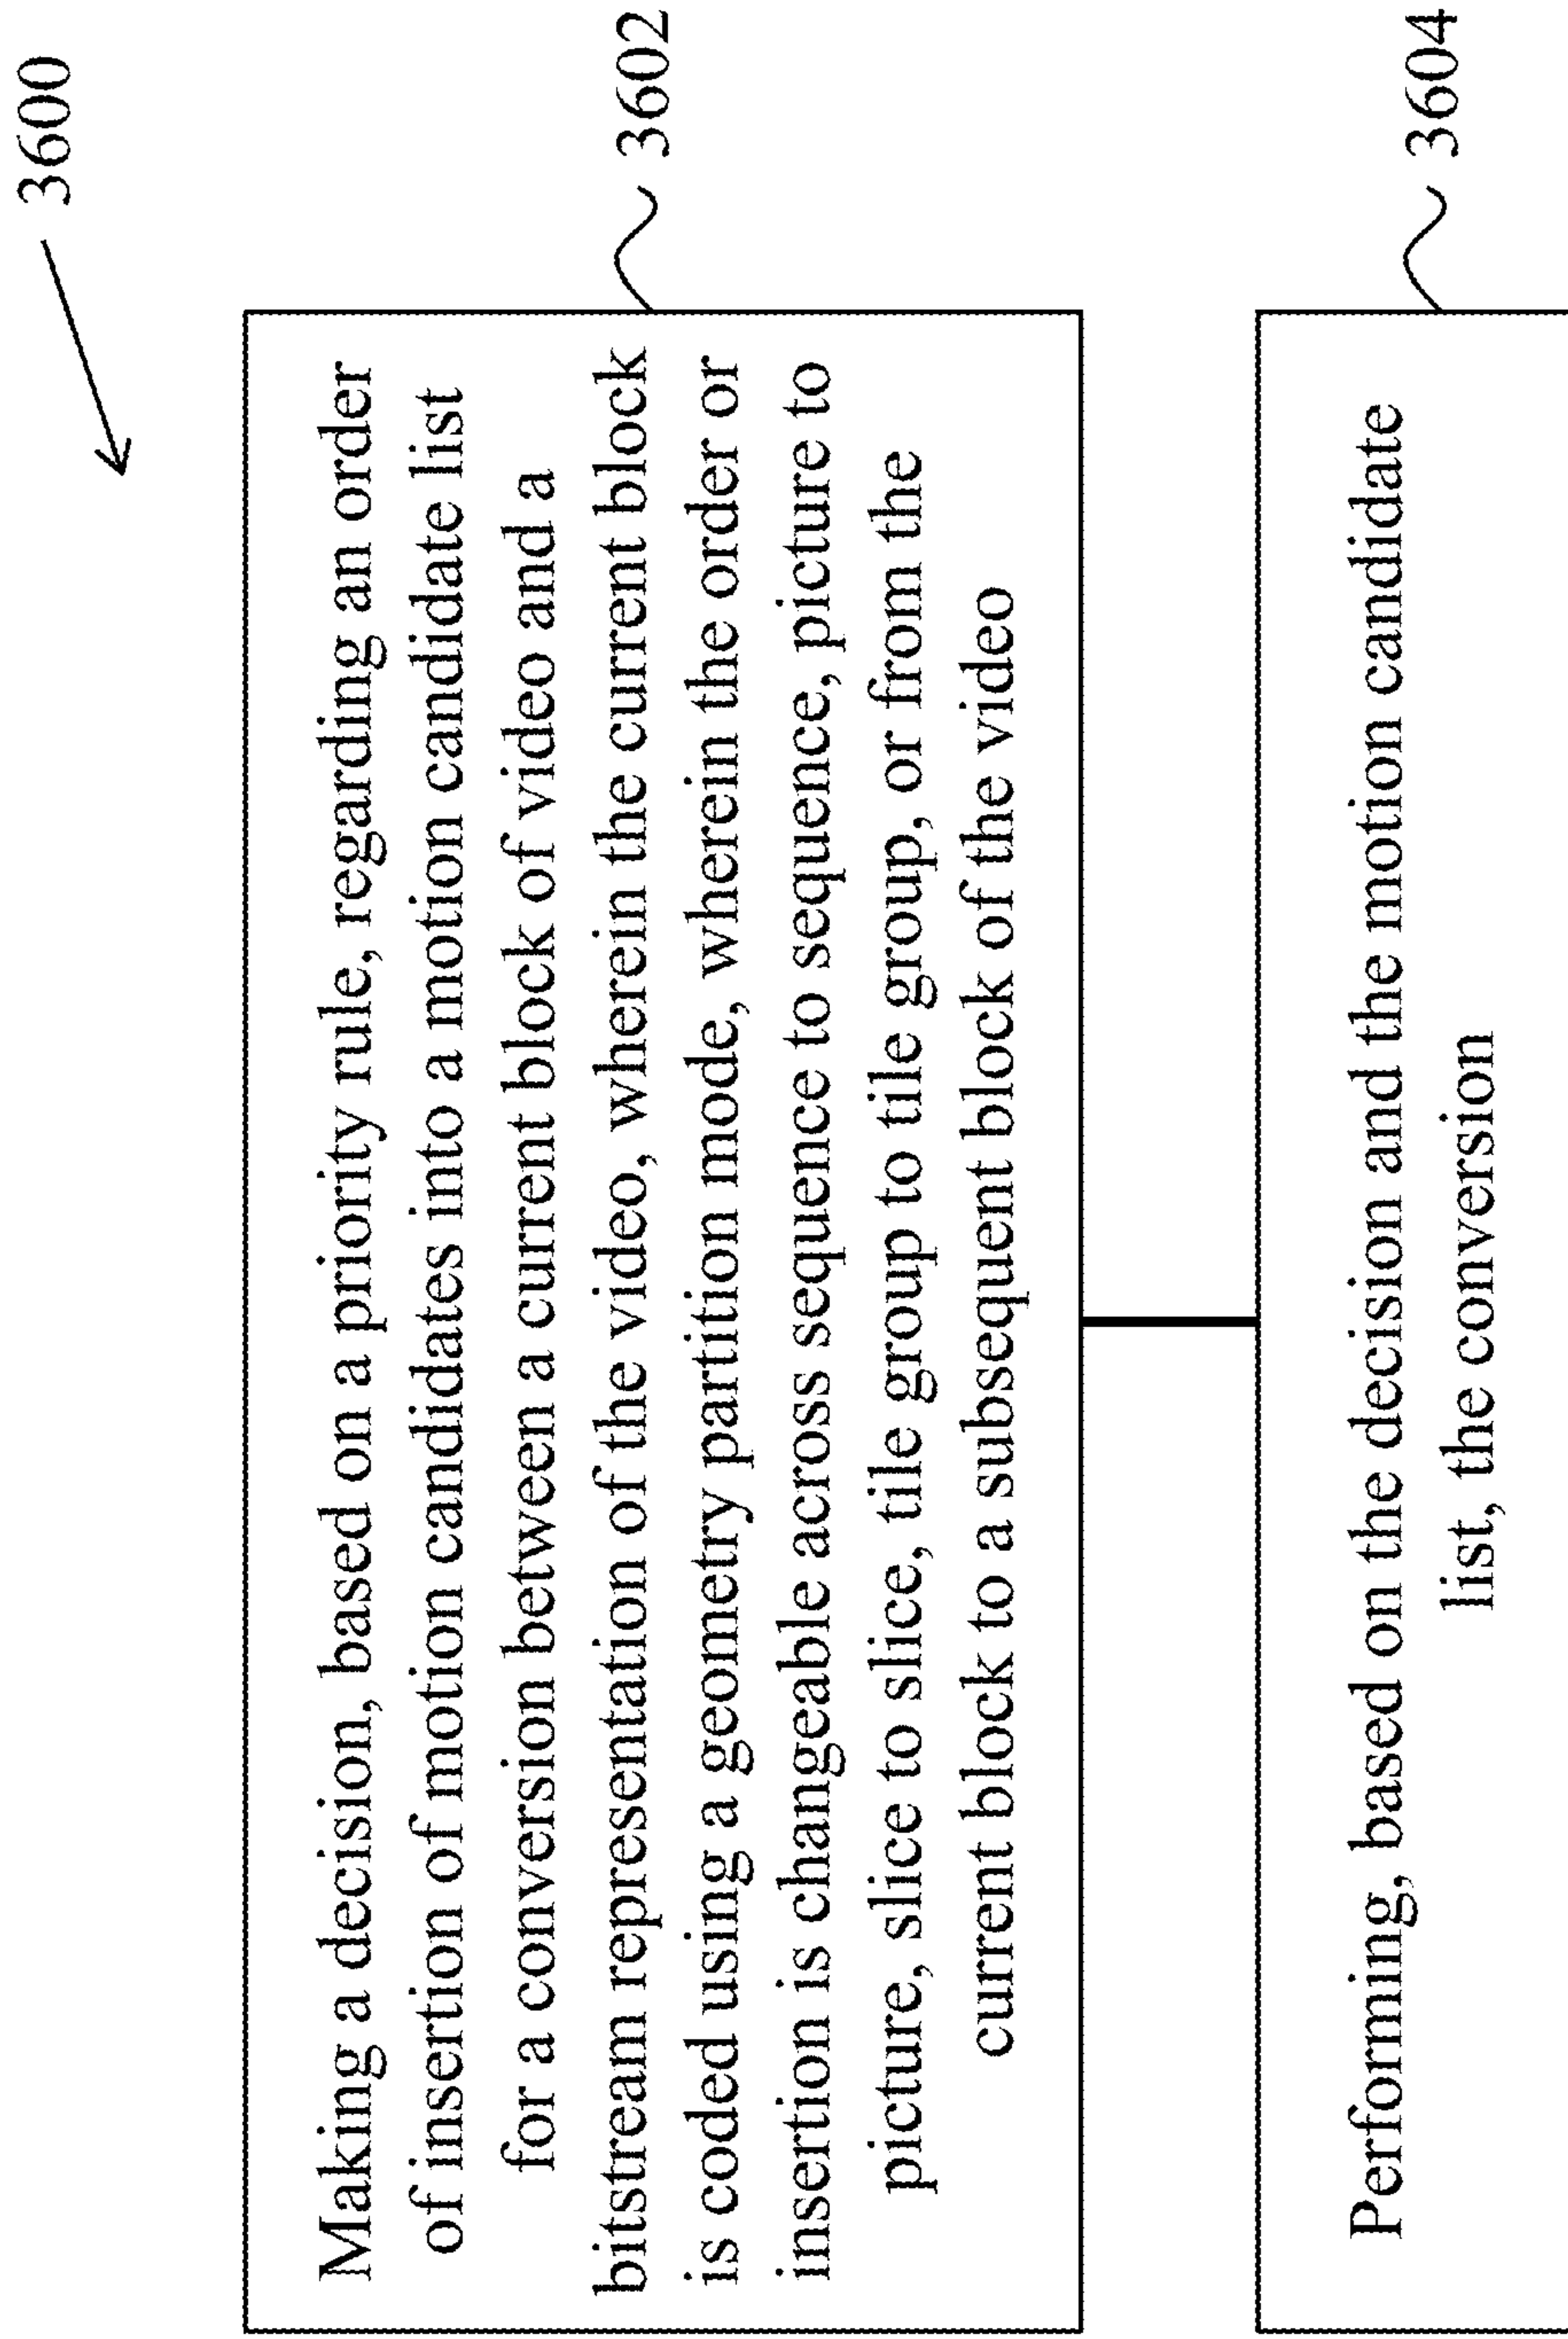 3600
Making a decision, based on a priority rule, regarding an order
of insertion of motion candidates into a motion candidate list
for a conversion between a current block of video and a
bitstream representation of the video, wherein the current block
is coded using a geometry partition mode, wherein the order or
insertion is changeable across sequence to sequence, picture to
picture, slice to slice, tile group to tile group, or from the
current block to a subsequent block of the video
3602
Performing, based on the decision and the motion candidate
list, the conversion
3604